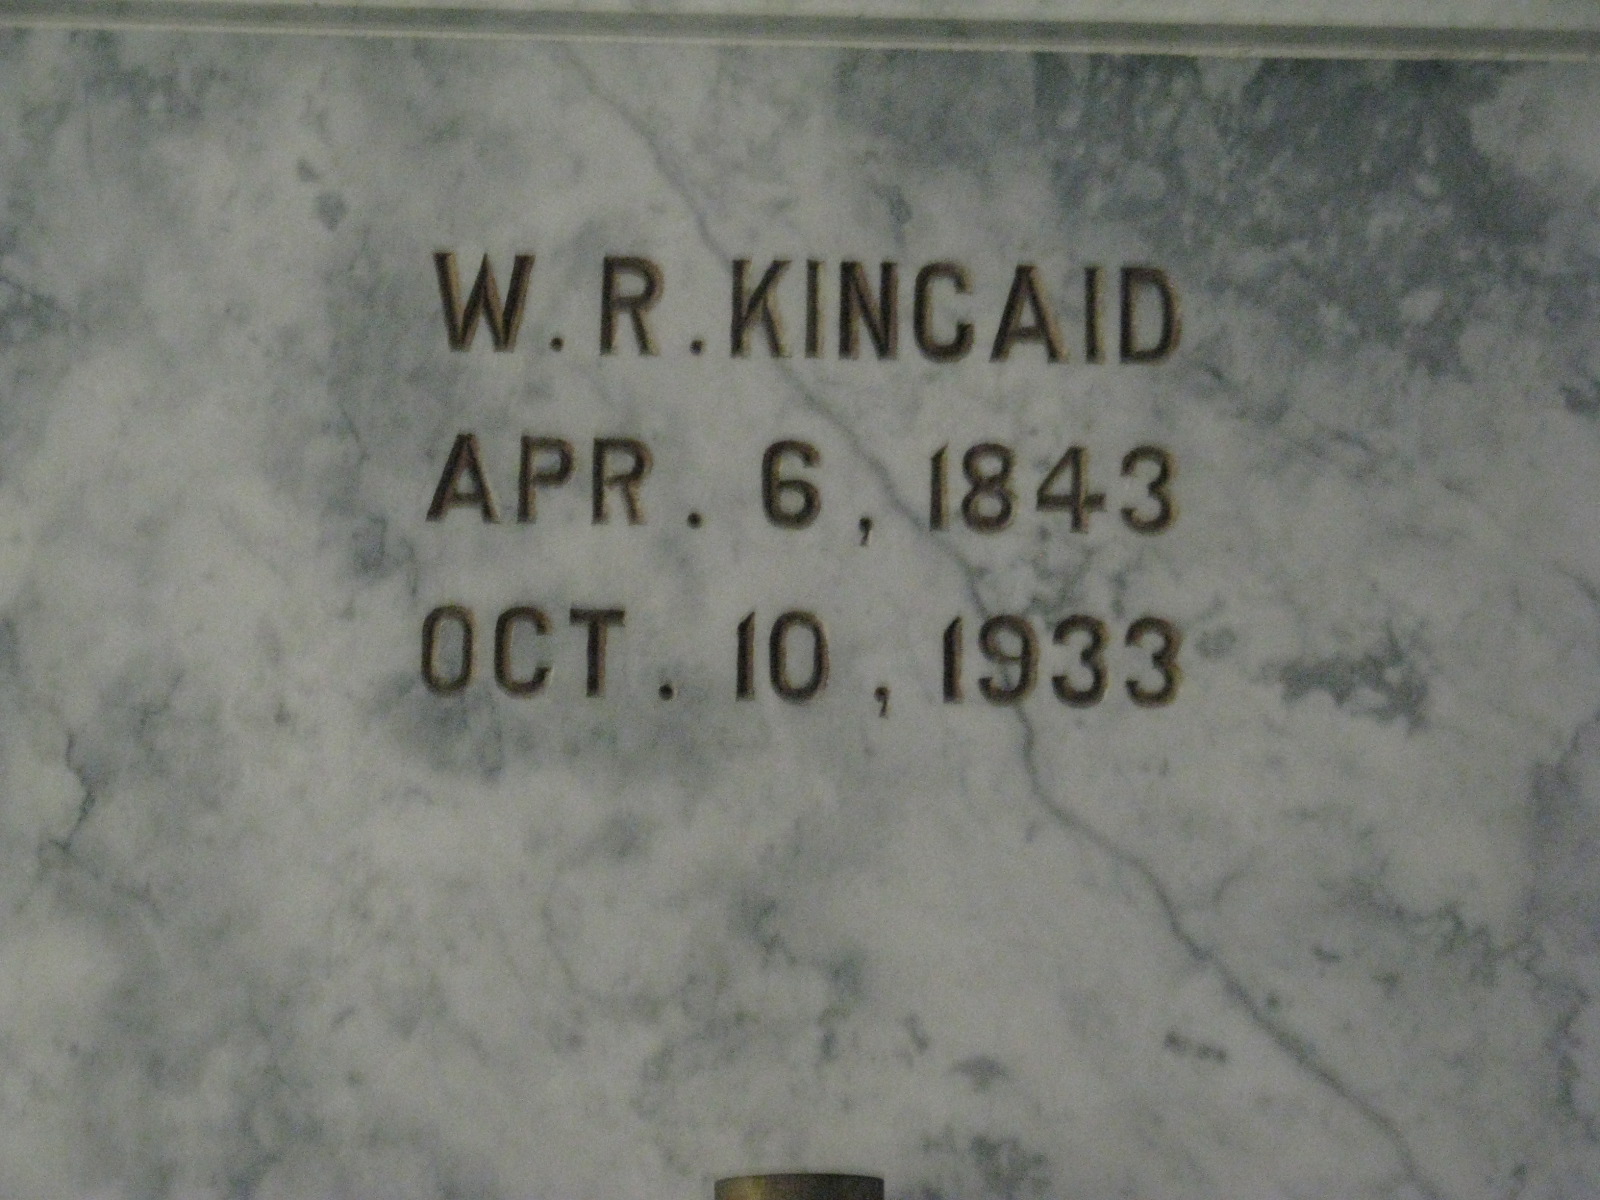 W. R. KINCAID
APR. 6, 1843
OCT. 10, 1933